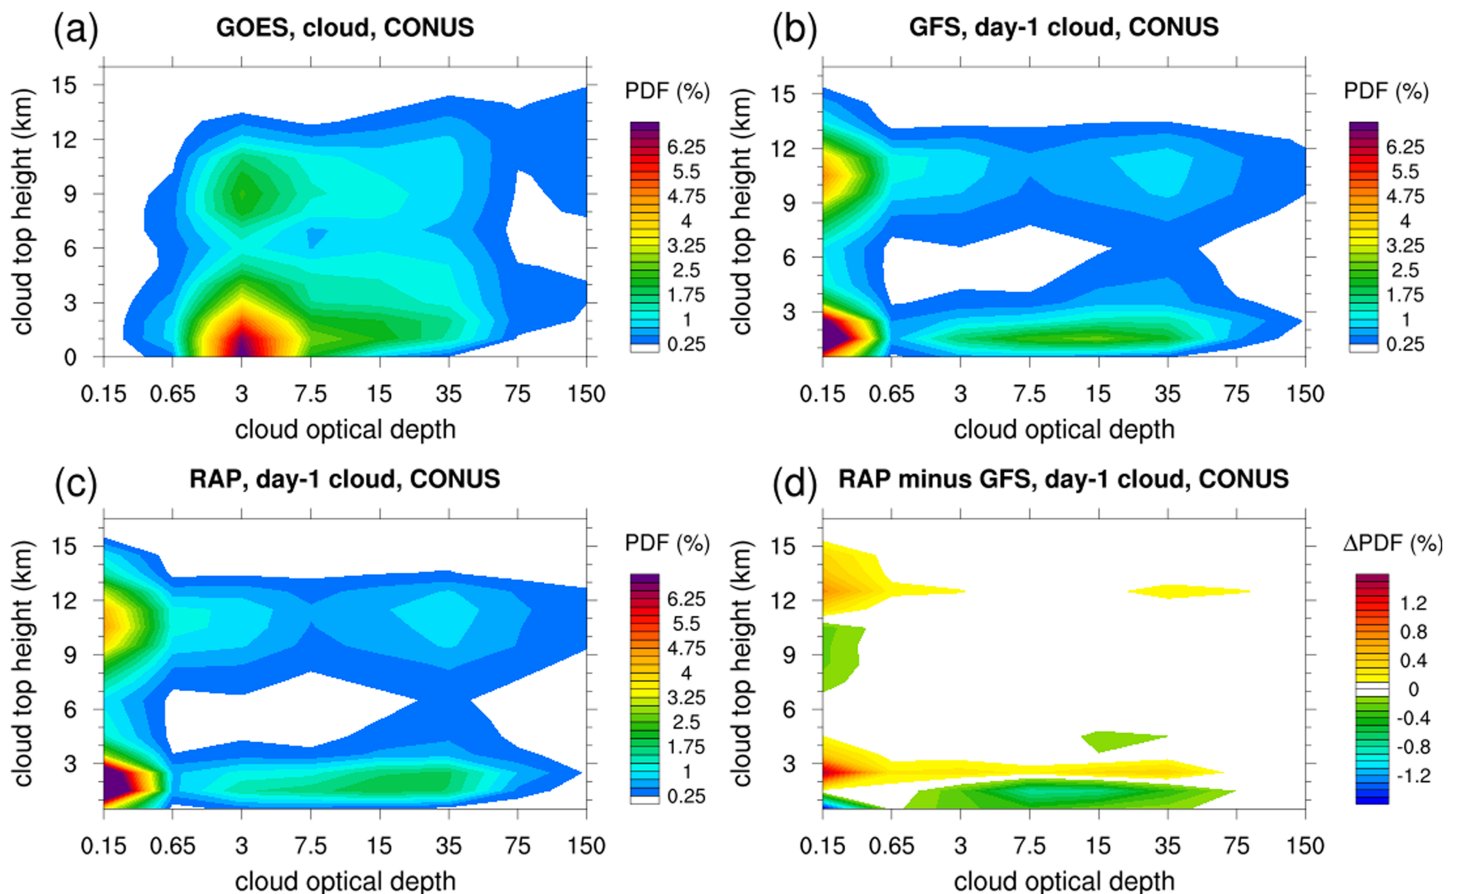 (a) GOES, cloud, CONUS
cloud top height (km)
15
12
9
6
3
0
0.15 0.65 3 7.5 15 35 75 150
cloud optical depth
PDF (%)
6.25
5.5
4.75
4
3.25
2.5
1.75
1
0.25
(b) GFS, day-1 cloud, CONUS
cloud top height (km)
15
12
9
6
3
0.15 0.65 3 7.5 15 35 75 150
cloud optical depth
PDF (%)
6.25
5.5
4.75
4
3.25
2.5
1.75
1
0.25
(c) RAP, day-1 cloud, CONUS
cloud top height (km)
15
12
9
6
3
0.15 0.65 3 7.5 15 35 75 150
cloud optical depth
PDF (%)
6.25
5.5
4.75
4
3.25
2.5
1.75
1
0.25
(d) RAP minus GFS, day-1 cloud, CONUS
cloud top height (km)
15
12
9
6
3
0.15 0.65 3 7.5 15 35 75 150
cloud optical depth
ΔPDF (%)
1.2
0.8
0.4
0
-0.4
-0.8
-1.2